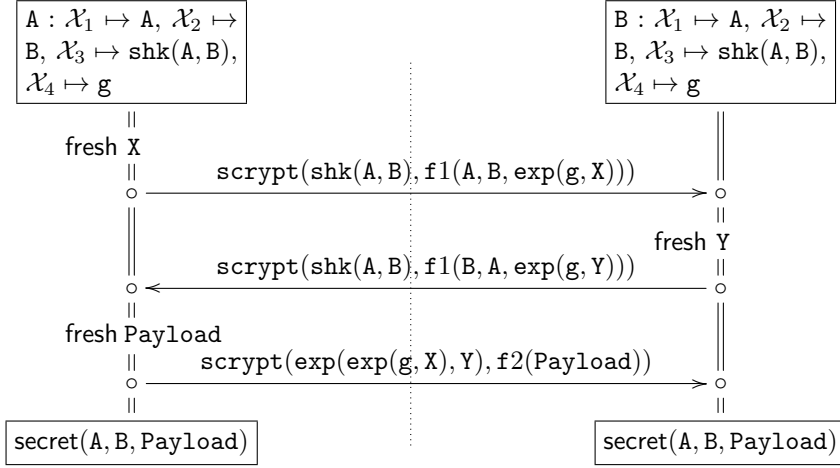 A : 𝒳₁ ↦ A, 𝒳₂ ↦
B, 𝒳₃ ↦ shk(A, B),
𝒳₄ ↦ g
B : 𝒳₁ ↦ A, 𝒳₂ ↦
B, 𝒳₃ ↦ shk(A, B),
𝒳₄ ↦ g
fresh X
scrypt(shk(A, B), f1(A, B, exp(g, X)))
fresh Y
scrypt(shk(A, B), f1(B, A, exp(g, Y)))
fresh Payload
scrypt(exp(exp(g, X), Y), f2(Payload))
secret(A, B, Payload)
secret(A, B, Payload)